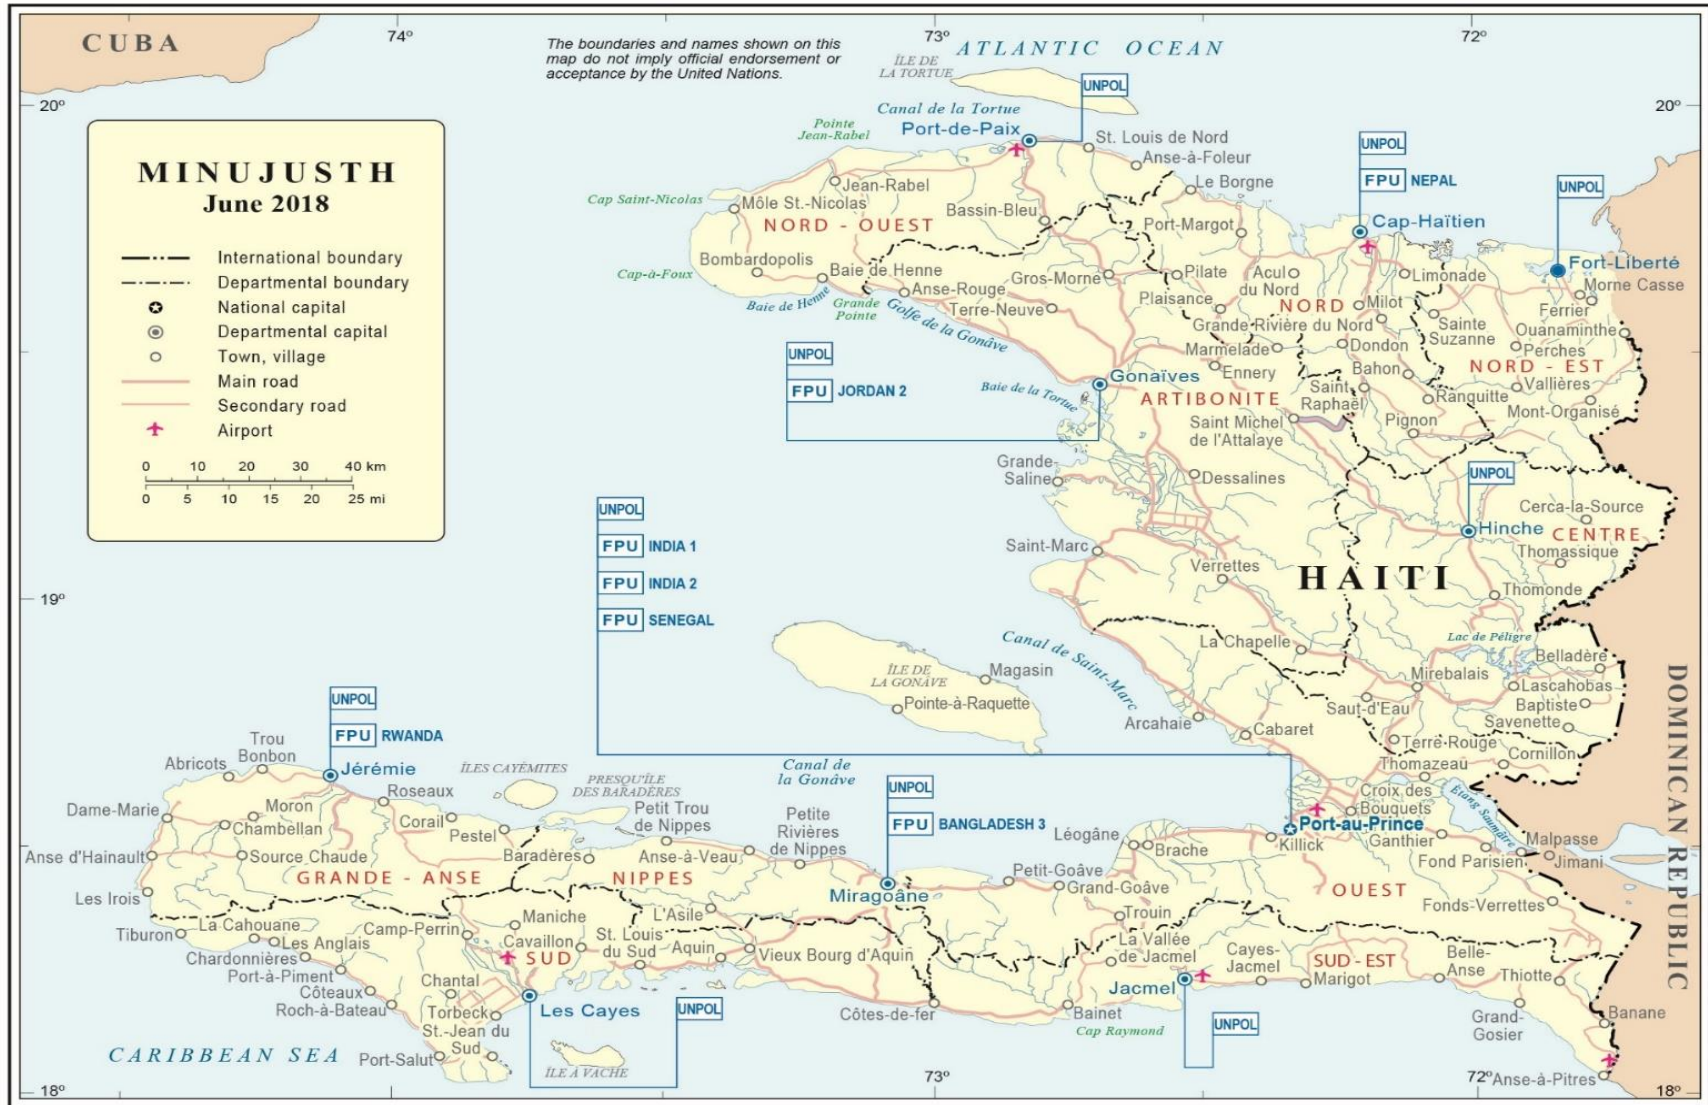 CUBA
74°
73°
72°
The boundaries and names shown on this
map do not imply official endorsement or
acceptance by the United Nations.
ATLANTIC OCEAN
ÎLE DE
LA TORTUE
20°
20°
MINUJUSTH
June 2018
International boundary
Departmental boundary
National capital
Departmental capital
Town, village
Main road
Secondary road
Airport
0 10 20 30 40 km
0 5 10 15 20 25 mi
Canal de la Tortue
UNPOL
Pointe
Jean-Rabel
Port-de-Paix
St. Louis de Nord
Anse-à-Foleur
Le Borgne
UNPOL
FPU NEPAL
UNPOL
Cap Saint-Nicolas
Jean-Rabel
Môle St.-Nicolas
NORD - OUEST
Bassin-Bleu
Port-Margot
Cap-Haïtien
Bombardopolis
Cap-à-Foux
Baie de Henne
Baie de Henne
Grande
Pointe
Anse-Rouge
Gros-Morne
Terre-Neuve
Golfe de la Gonâve
Pilate
Plaisance
Acul
du Nord
NORD
Limonade
Milot
Fort-Liberté
Morne Casse
Ferrier
Ouanaminthe
Grande Rivière du Nord
Sainte
Suzanne
Perches
Marmelade
Dondon
NORD - EST
Ennery
Bahon
Vallières
UNPOL
FPU JORDAN 2
Baie de la Tortue
Gonaïves
ARTIBONITE
Saint
Raphaël
Ranquitte
Mont-Organisé
Saint Michel
de l'Attalaye
Pignon
Grande-
Saline
Dessalines
UNPOL
Cerca-la-Source
Hinche
CENTRE
Thomassique
UNPOL
FPU INDIA 1
FPU INDIA 2
FPU SENEGAL
Saint-Marc
Verrettes
HAITI
Thomonde
19°
Canal de Saint-Marc
La Chapelle
Lac de Péligre
Belladère
ÎLE DE
LA GONÂVE
Magasin
Pointe-à-Raquette
Mirebalais
Lascahobas
Baptiste
Savenette
Arcahaie
Saut-d'Eau
Cabaret
Terre-Rouge
Cornillon
Thomazeau
DOMINICAN REPUBLIC
UNPOL
FPU RWANDA
Trou
Bonbon
Abricots
Jérémie
ÎLES CAYÉMITES
PRESQU'ÎLE
DES BARADÈRES
Canal de
la Gonâve
Roseaux
Dame-Marie
Moron
Chambellan
Corail
Pestel
Petit Trou
de Nippes
Petite
Rivières
de Nippes
UNPOL
FPU BANGLADESH 3
Croix des
Bouquets
Etang Saumâtre
Port-au-Prince
Léogâne
Killick
Ganthier
Malpasse
Brache
Fond Parisien
Jimani
Anse d'Hainault
Source Chaude
Baradères
Anse-à-Veau
GRANDE - ANSE
NIPPES
Petit-Goâve
Grand-Goâve
OUEST
Miragoâne
Les Irois
Fonds-Verrettes
L'Asile
Trouin
Tiburon
La Cahouane
Les Anglais
Camp-Perrin
Maniche
Cavaillon
SUD
St. Louis
du Sud
Aquin
Vieux Bourg d'Aquin
La Vallée
de Jacmel
Cayes-
Jacmel
SUD-EST
Belle-
Anse
Chardonnières
Port-à-Piment
Marigot
Thiotte
Côteaux
Chantal
Jacmel
Roch-à-Bateau
Torbeck
Les Cayes
UNPOL
Côtes-de-fer
Bainet
Cap Raymond
UNPOL
Grand-
Gosier
Banane
St.-Jean du
Sud
Port-Salut
CARIBBEAN SEA
ÎLE À VACHE
Anse-à-Pitres
18°
73°
72°
18°